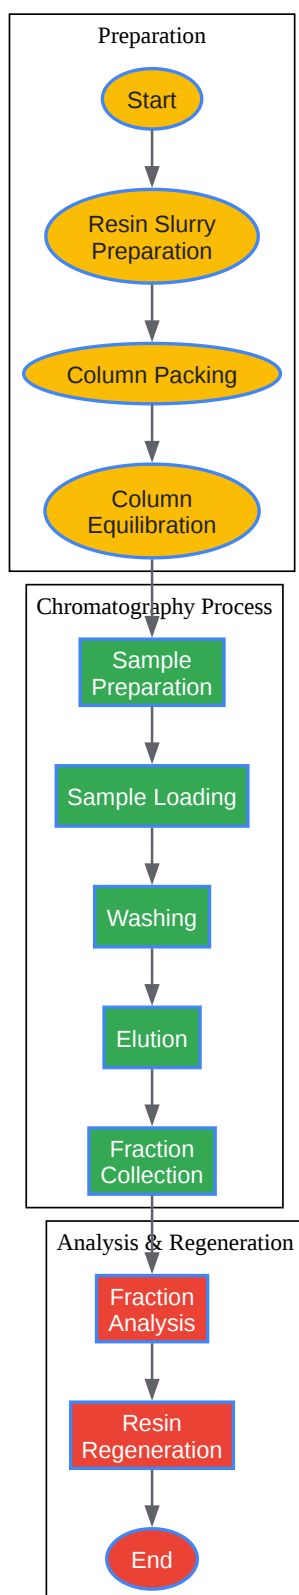 Preparation
Start
Resin Slurry
Preparation
Column Packing
Column
Equilibration
Chromatography Process
Sample
Preparation
Sample Loading
Washing
Elution
Fraction
Collection
Analysis & Regeneration
Fraction
Analysis
Resin
Regeneration
End